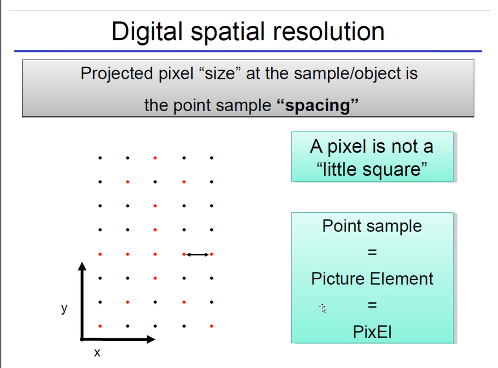 Digital spatial resolution
Projected pixel “size” at the sample/object is
the point sample “spacing”
A pixel is not a
“little square”
Point sample
=
Picture Element
=
PixEl
y
x